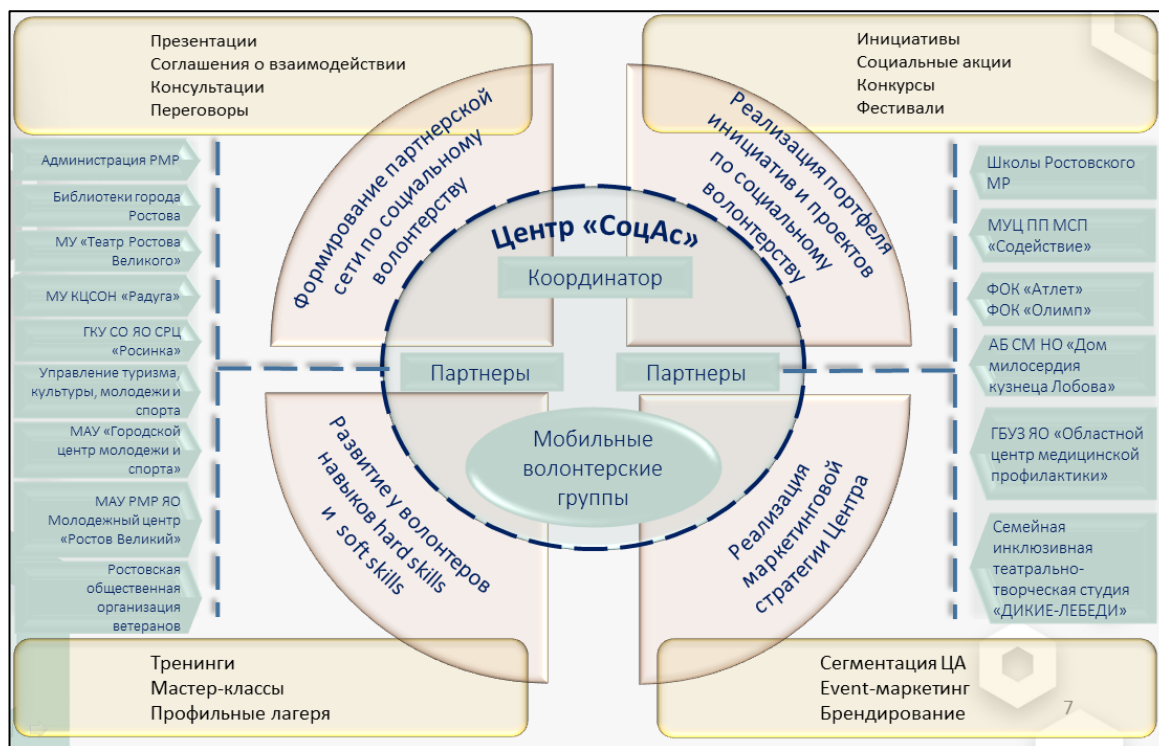 Презентации
Соглашения о взаимодействии
Консультации
Переговоры
Инициативы
Социальные акции
Конкурсы
Фестивали
Формирование партнерской
сети по социальному
волонтерству
Реализация портфеля
инициатив и проектов
по социальному
волонтерству
Администрация РМР
Библиотеки города
Ростова
МУ «Театр Ростова
Великого»
МУ КЦСОН «Радуга»
ГКУ СО ЯО СРЦ
«Росинка»
Управление туризма,
культуры, молодежи и
спорта
МАУ «Городской
центр молодежи и
спорта»
МАУ РМР ЯО
Молодежный центр
«Ростов Великий»
Ростовская
общественная
организация
ветеранов
Центр «СоцАс»
Координатор
Партнеры
Партнеры
Мобильные
волонтерские
группы
Школы Ростовского
МР
МУЦ ПП МСП
«Содействие»
ФОК «Атлет»
ФОК «Олимп»
АБ СМ НО «Дом
милосердия
кузнеца Лобова»
ГБУЗ ЯО «Областной
центр медицинской
профилактики»
Семейная
инклюзивная
театрально-
творческая студия
«ДИКИЕ-ЛЕБЕДИ»
Развитие у волонтеров
навыков hard skills
и soft skills
Реализация
маркетинговой
стратегии Центра
Тренинги
Мастер-классы
Профильные лагеря
Сегментация ЦА
Event-маркетинг
Брендирование
7